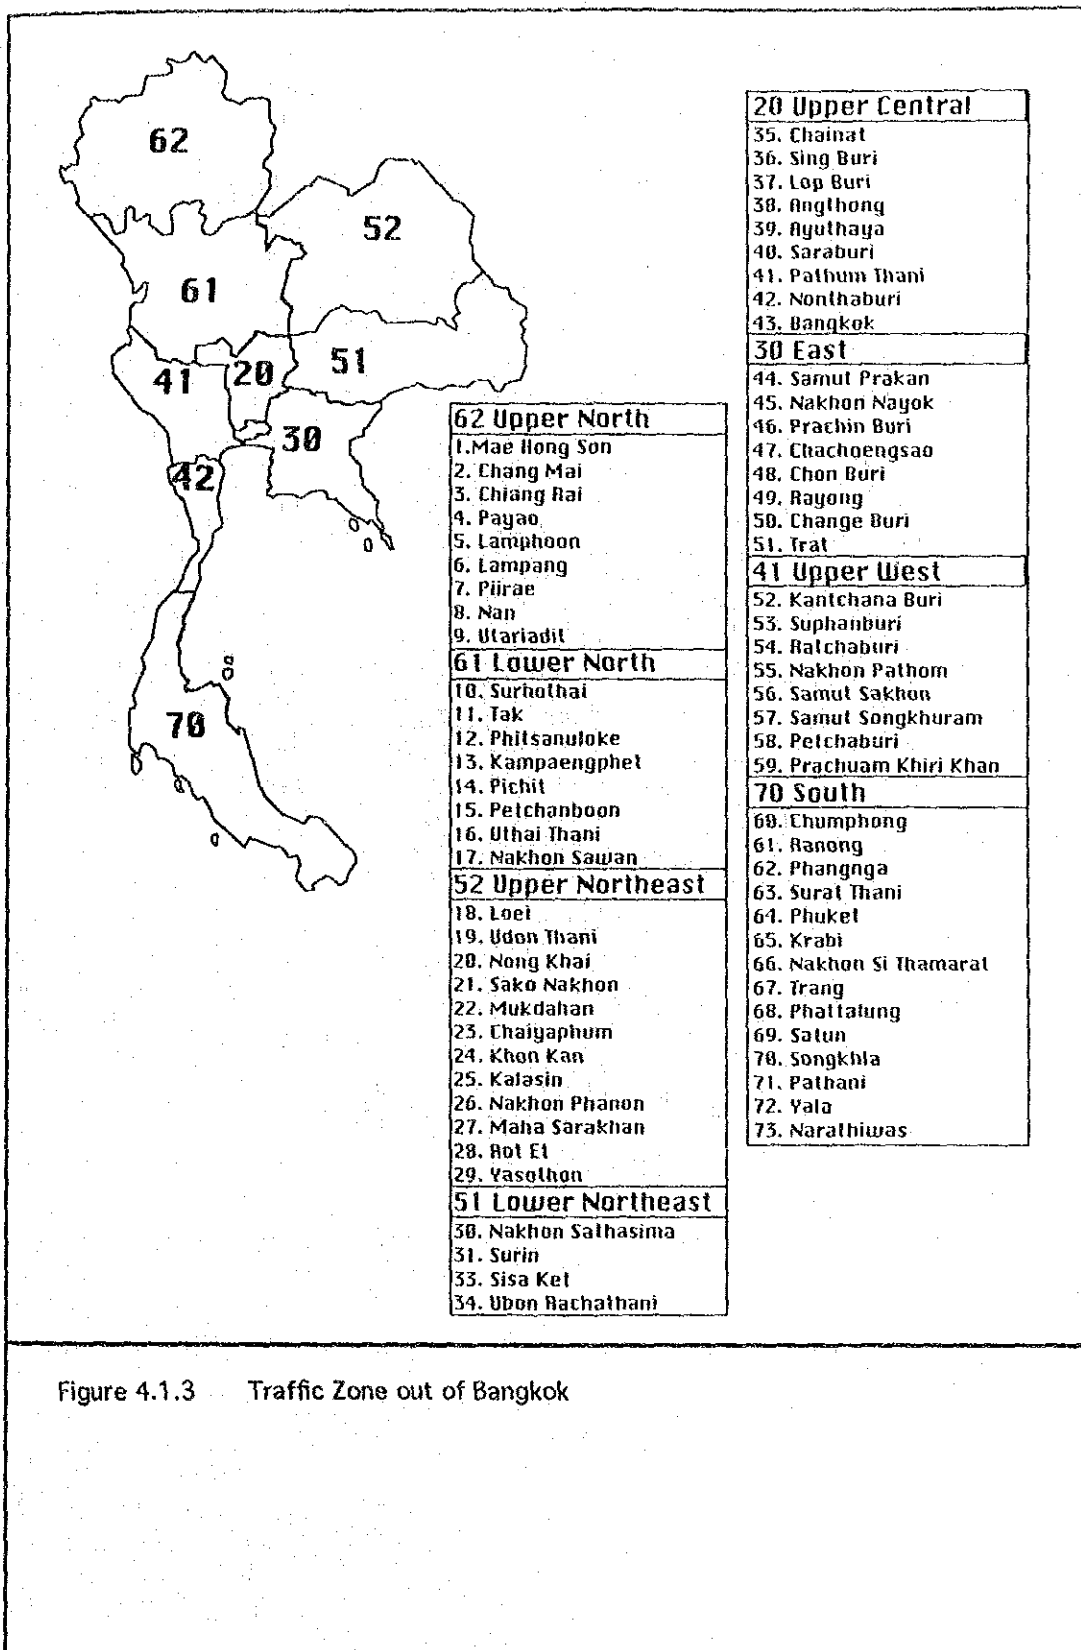 62
52
61
51
20
41
30
42
70
62 Upper North
1.Mae Hong Son
2. Chang Mai
3. Chiang Rai
4. Payao
5. Lamphoon
6. Lampang
7. Piirae
8. Nan
9. Utariadit
61 Lower North
10. Surhothai
11. Tak
12. Phitsanuloke
13. Kampaengphet
14. Pichit
15. Petchanboon
16. Uthai Thani
17. Nakhon Sawan
52 Upper Northeast
18. Loei
19. Udon Thani
20. Nong Khai
21. Sako Nakhon
22. Mukdahan
23. Chaiyaphum
24. Khon Kan
25. Kalasin
26. Nakhon Phanon
27. Maha Sarakhan
28. Rot Et
29. Yasothon
51 Lower Northeast
30. Nakhon Sathasima
31. Surin
33. Sisa Ket
34. Ubon Rachathani
20 Upper Central
35. Chainat
36. Sing Buri
37. Lop Buri
38. Angthong
39. Ayuthaya
40. Saraburi
41. Pathum Thani
42. Nonthaburi
43. Bangkok
30 East
44. Samut Prakan
45. Nakhon Nayok
46. Prachin Buri
47. Chachoengsao
48. Chon Buri
49. Rayong
50. Change Buri
51. Trat
41 Upper West
52. Kantchana Buri
53. Suphanburi
54. Ratchaburi
55. Nakhon Pathom
56. Samut Sakhon
57. Samut Songkhuram
58. Petchaburi
59. Prachuam Khiri Khan
70 South
60. Chumphong
61. Ranong
62. Phangnga
63. Surat Thani
64. Phuket
65. Krabi
66. Nakhon Si Thamarat
67. Trang
68. Phattalung
69. Satun
70. Songkhla
71. Pathani
72. Yala
73. Narathiwas
Figure 4.1.3 Traffic Zone out of Bangkok